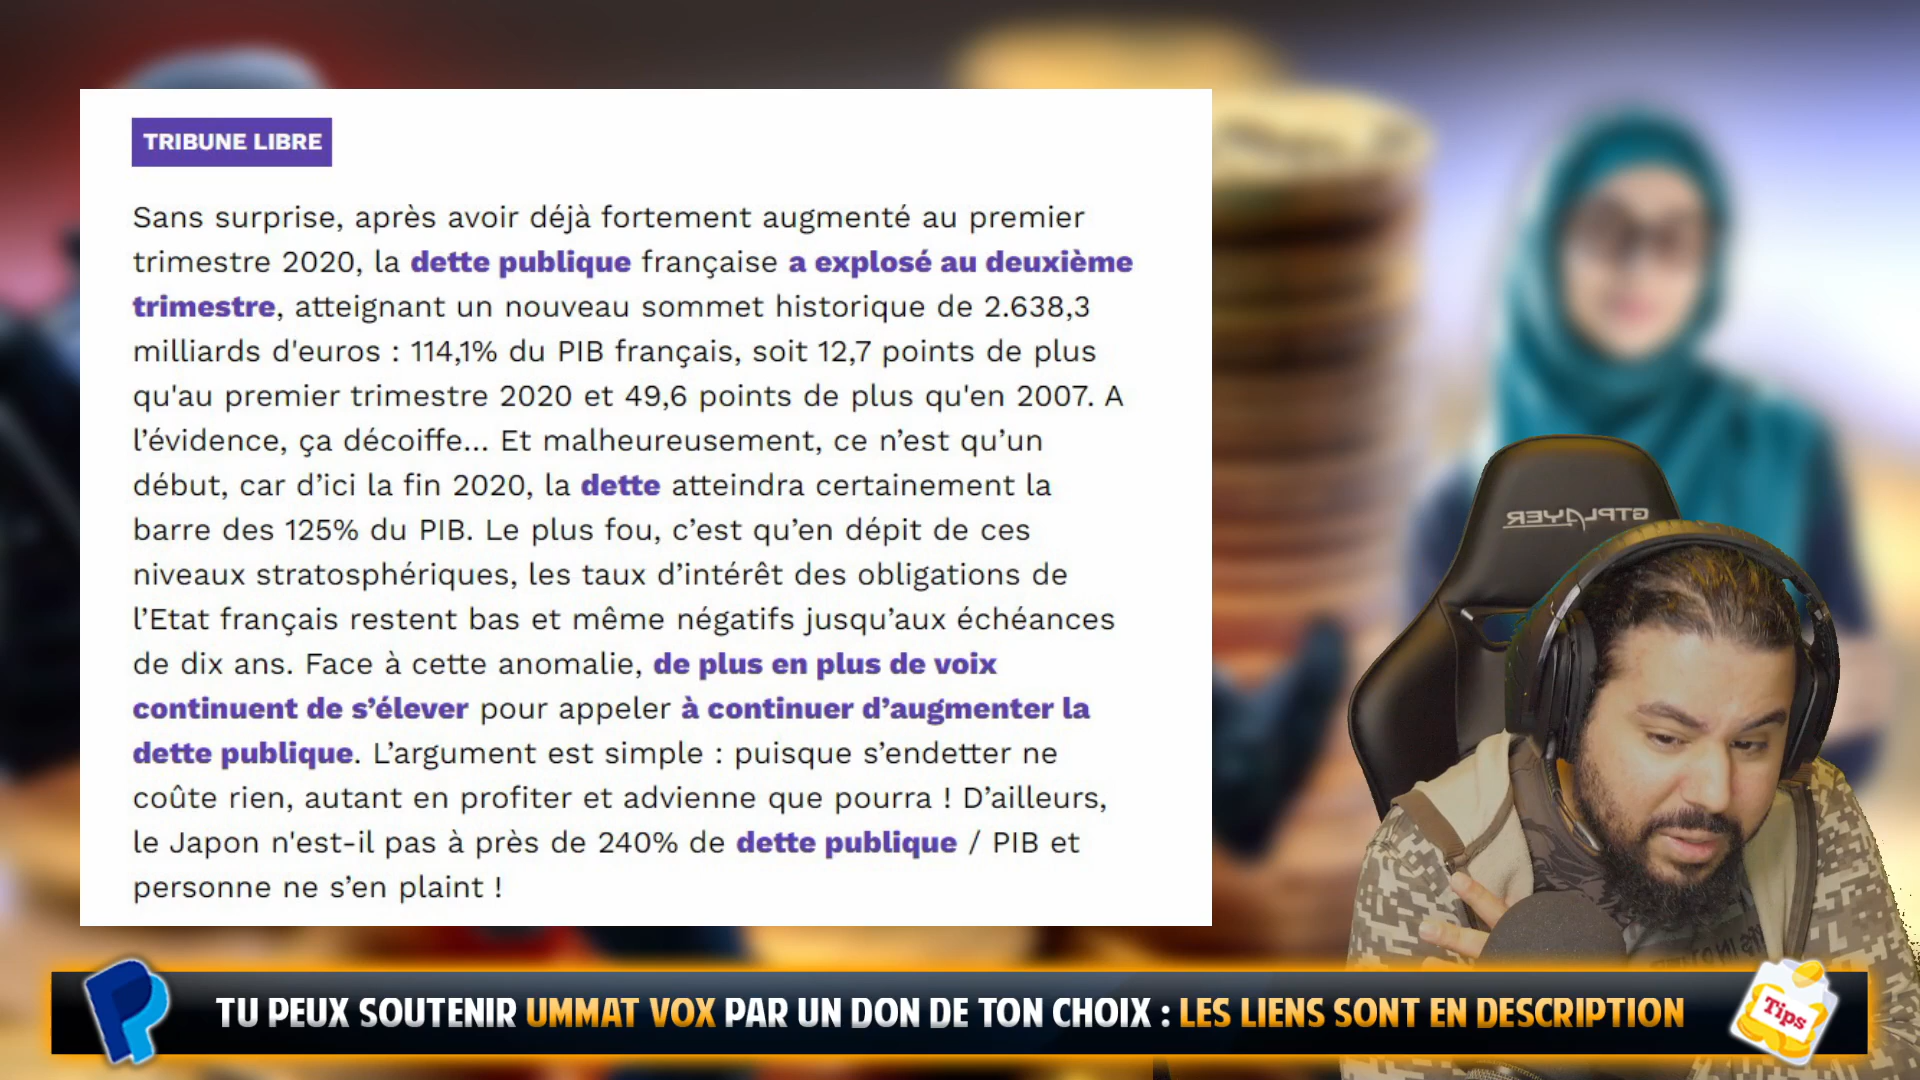 TRIBUNE LIBRE
Sans surprise, après avoir déjà fortement augmenté au premier
trimestre 2020, la dette publique française a explosé au deuxième
trimestre, atteignant un nouveau sommet historique de 2.638,3
milliards d'euros : 114,1% du PIB français, soit 12,7 points de plus
qu'au premier trimestre 2020 et 49,6 points de plus qu'en 2007. A
l’évidence, ça décoiffe... Et malheureusement, ce n’est qu’un
début, car d’ici la fin 2020, la dette atteindra certainement la
barre des 125% du PIB. Le plus fou, c’est qu’en dépit de ces
niveaux stratosphériques, les taux d’intérêt des obligations de
l’Etat français restent bas et même négatifs jusqu’aux échéances
de dix ans. Face à cette anomalie, de plus en plus de voix
continuent de s’élever pour appeler à continuer d’augmenter la
dette publique. L’argument est simple : puisque s’endetter ne
coûte rien, autant en profiter et advienne que pourra ! D’ailleurs,
le Japon n'est-il pas à près de 240% de dette publique / PIB et
personne ne s’en plaint !
GTPLAYER
TU PEUX SOUTENIR UMMAT VOX PAR UN DON DE TON CHOIX : LES LIENS SONT EN DESCRIPTION
Tips